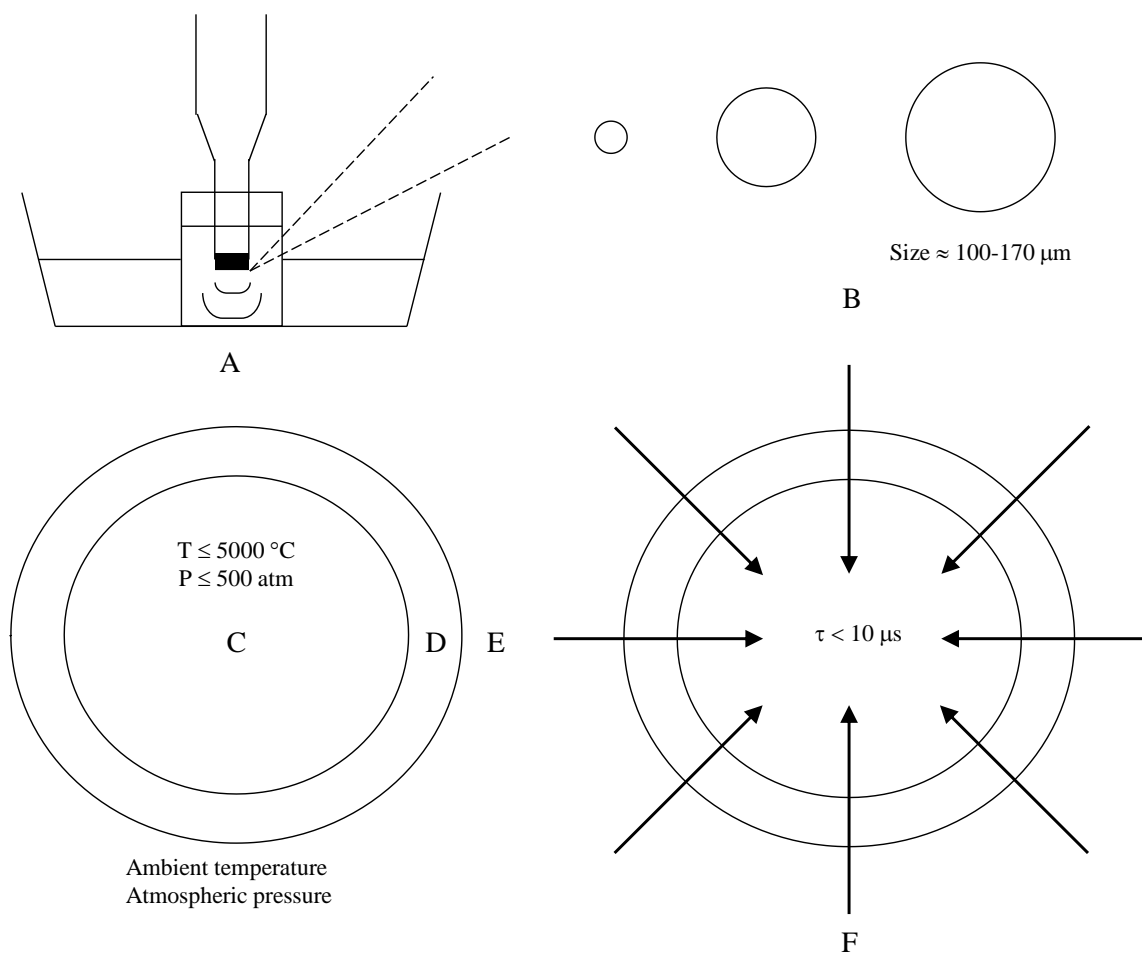 Size ≈ 100-170 μm
B
A
T ≤ 5000 °C
P ≤ 500 atm
C
D
E
τ < 10 μs
Ambient temperature
Atmospheric pressure
F